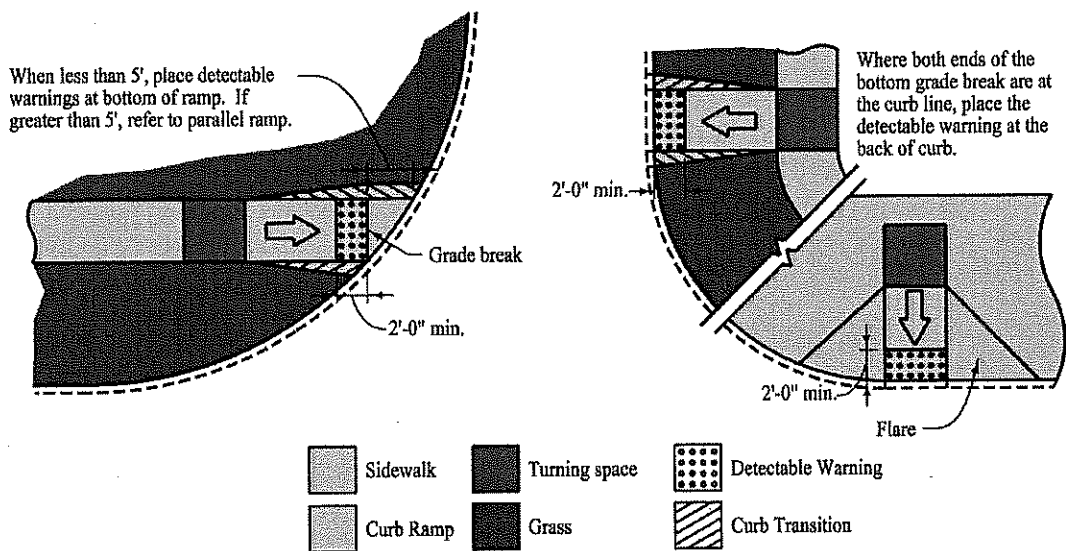 When less than 5', place detectable
warnings at bottom of ramp. If
greater than 5', refer to parallel ramp.
Grade break
2'-0" min.
Where both ends of the
bottom grade break are at
the curb line, place the
detectable warning at the
back of curb.
2'-0" min.
2'-0" min.
Flare
Sidewalk
Turning space
Detectable Warning
Curb Ramp
Grass
Curb Transition